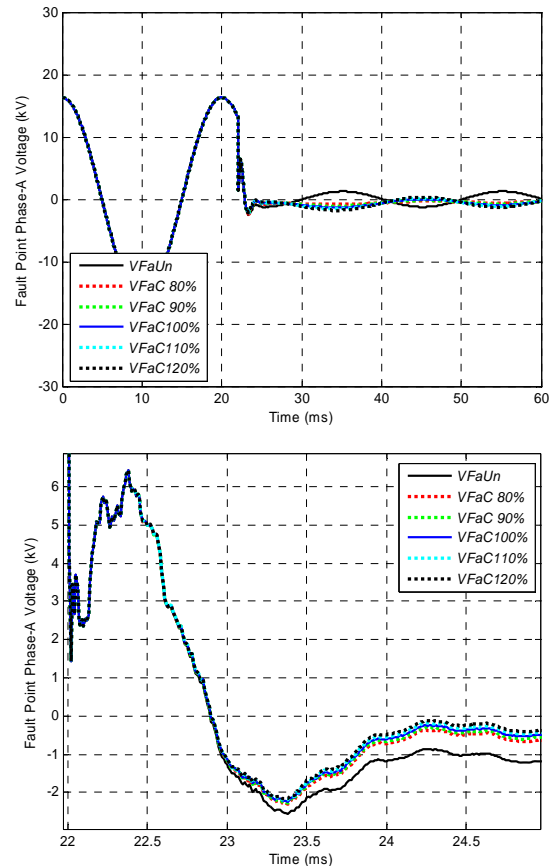 30
20
10
0
-10
-20
-30
Fault Point Phase-A Voltage (kV)
VFaUn
VFaC 80%
VFaC 90%
VFaC100%
VFaC110%
VFaC120%
0 10 20 30 40 50 60
Time (ms)
6
5
4
3
2
1
0
-1
-2
Fault Point Phase-A Voltage (kV)
VFaUn
VFaC 80%
VFaC 90%
VFaC100%
VFaC110%
VFaC120%
22 22.5 23 23.5 24 24.5
Time (ms)